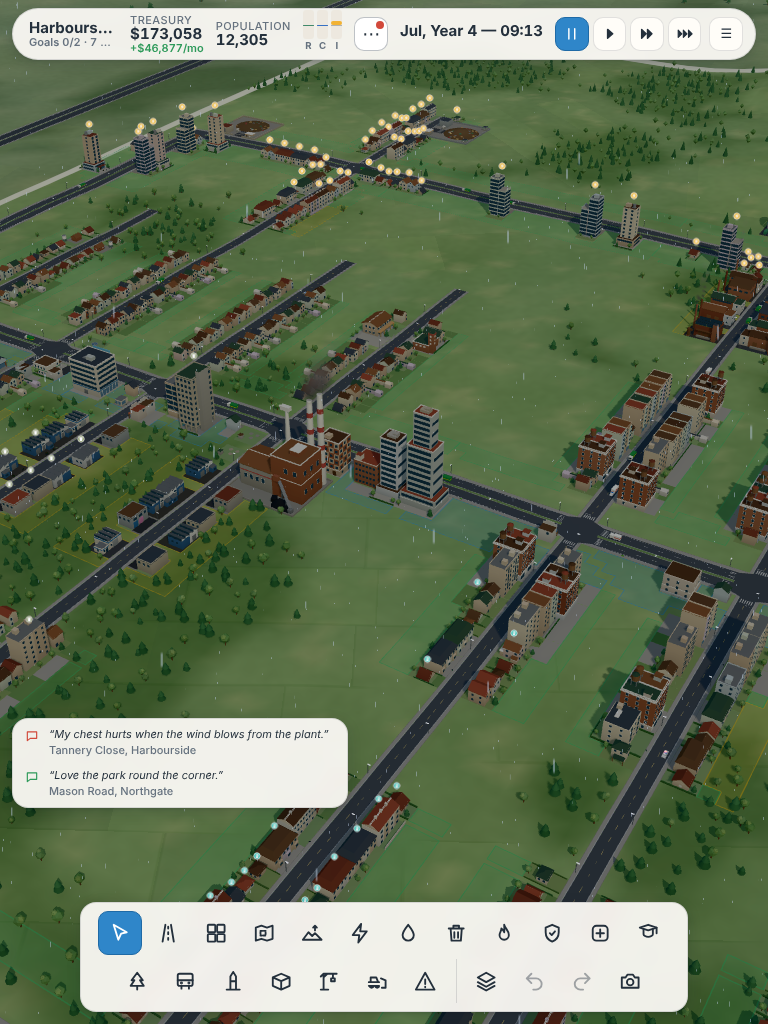 Harbours...
Goals 0/2 · 7 ...
TREASURY
$173,058
+$46,877/mo
POPULATION
12,305
R C I
Jul, Year 4 — 09:13
“My chest hurts when the wind blows from the plant.”
Tannery Close, Harbourside
“Love the park round the corner.”
Mason Road, Northgate